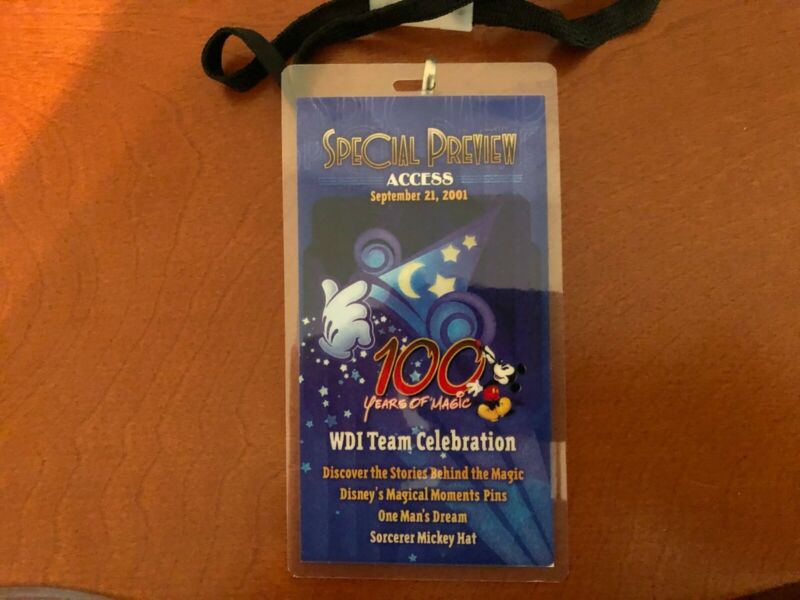 Special Preview
ACCESS
September 21, 2001
100
Years of Magic
WDI Team Celebration
Discover the Stories Behind the Magic
Disney's Magical Moments Pins
One Man's Dream
Sorcerer Mickey Hat